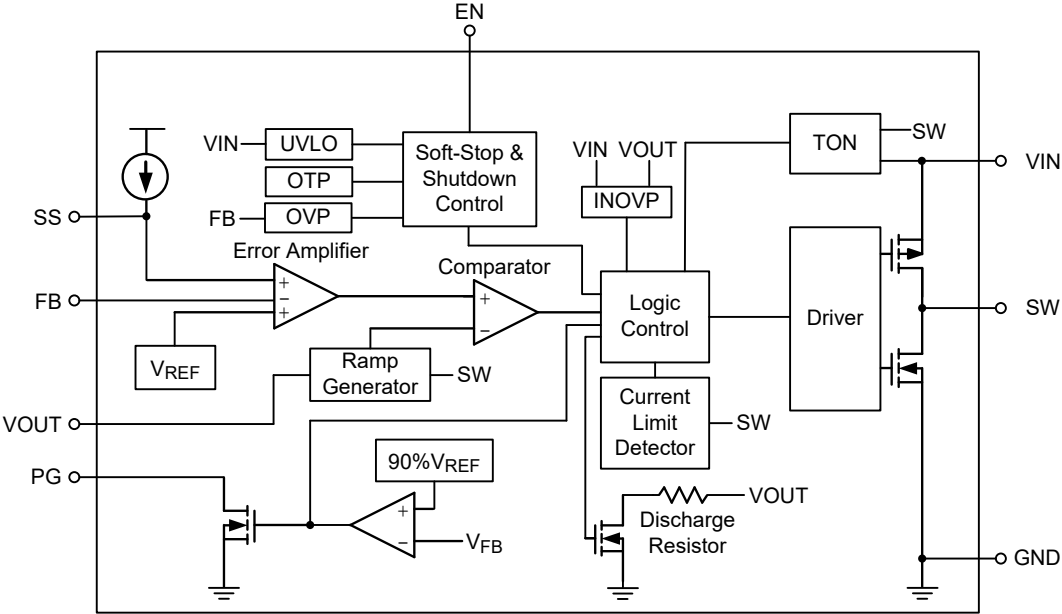 EN
VIN
UVLO
OTP
FB
OVP
Soft-Stop &
Shutdown
Control
VIN
VOUT
INOVP
TON
SW
VIN
SS
Error Amplifier
+
−
+
FB
VREF
Comparator
+
−
Ramp
Generator
SW
Logic
Control
Driver
SW
Current
Limit
Detector
SW
VOUT
PG
90%VREF
+
−
VFB
VOUT
Discharge
Resistor
GND